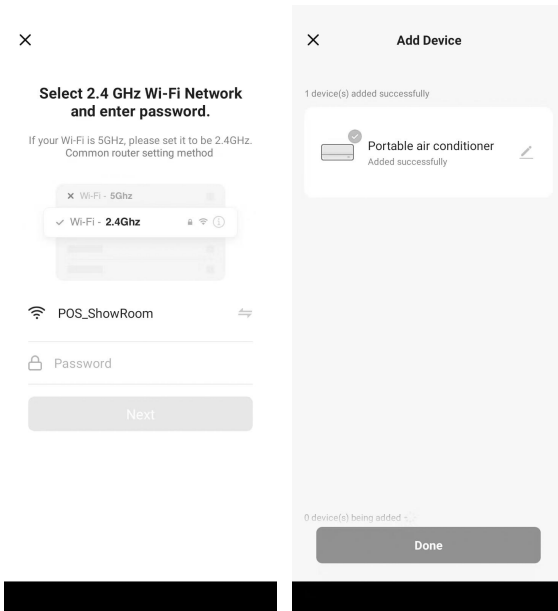 Select 2.4 GHz Wi-Fi Network
and enter password.
If your Wi-Fi is 5GHz, please set it to be 2.4GHz.
Common router setting method
Wi-Fi - 5Ghz
Wi-Fi - 2.4Ghz
POS_ShowRoom
Password
Next
Add Device
1 device(s) added successfully
Portable air conditioner
Added successfully
0 device(s) being added
Done